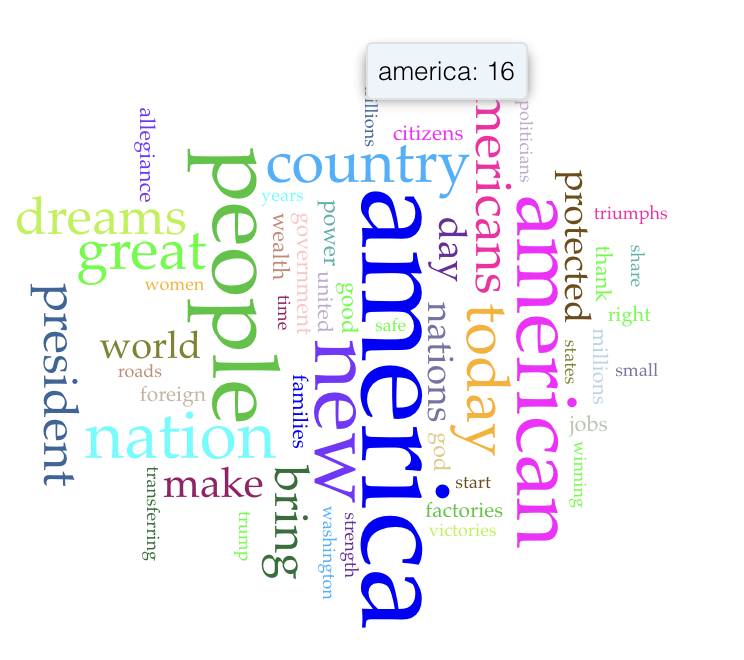 america: 16
illions
mericans
politicians
citizens
allegiance
country
people
protected
years
dreams
great
america
american
triumphs
power
government
wealth
day
thank
share
women
united
good
time
safe
nations
today
right
president
world
new
states
millions
small
roads
foreign
families
nation
god
jobs
winning
make
bring
start
transferring
factories
victories
trump
washington
strength